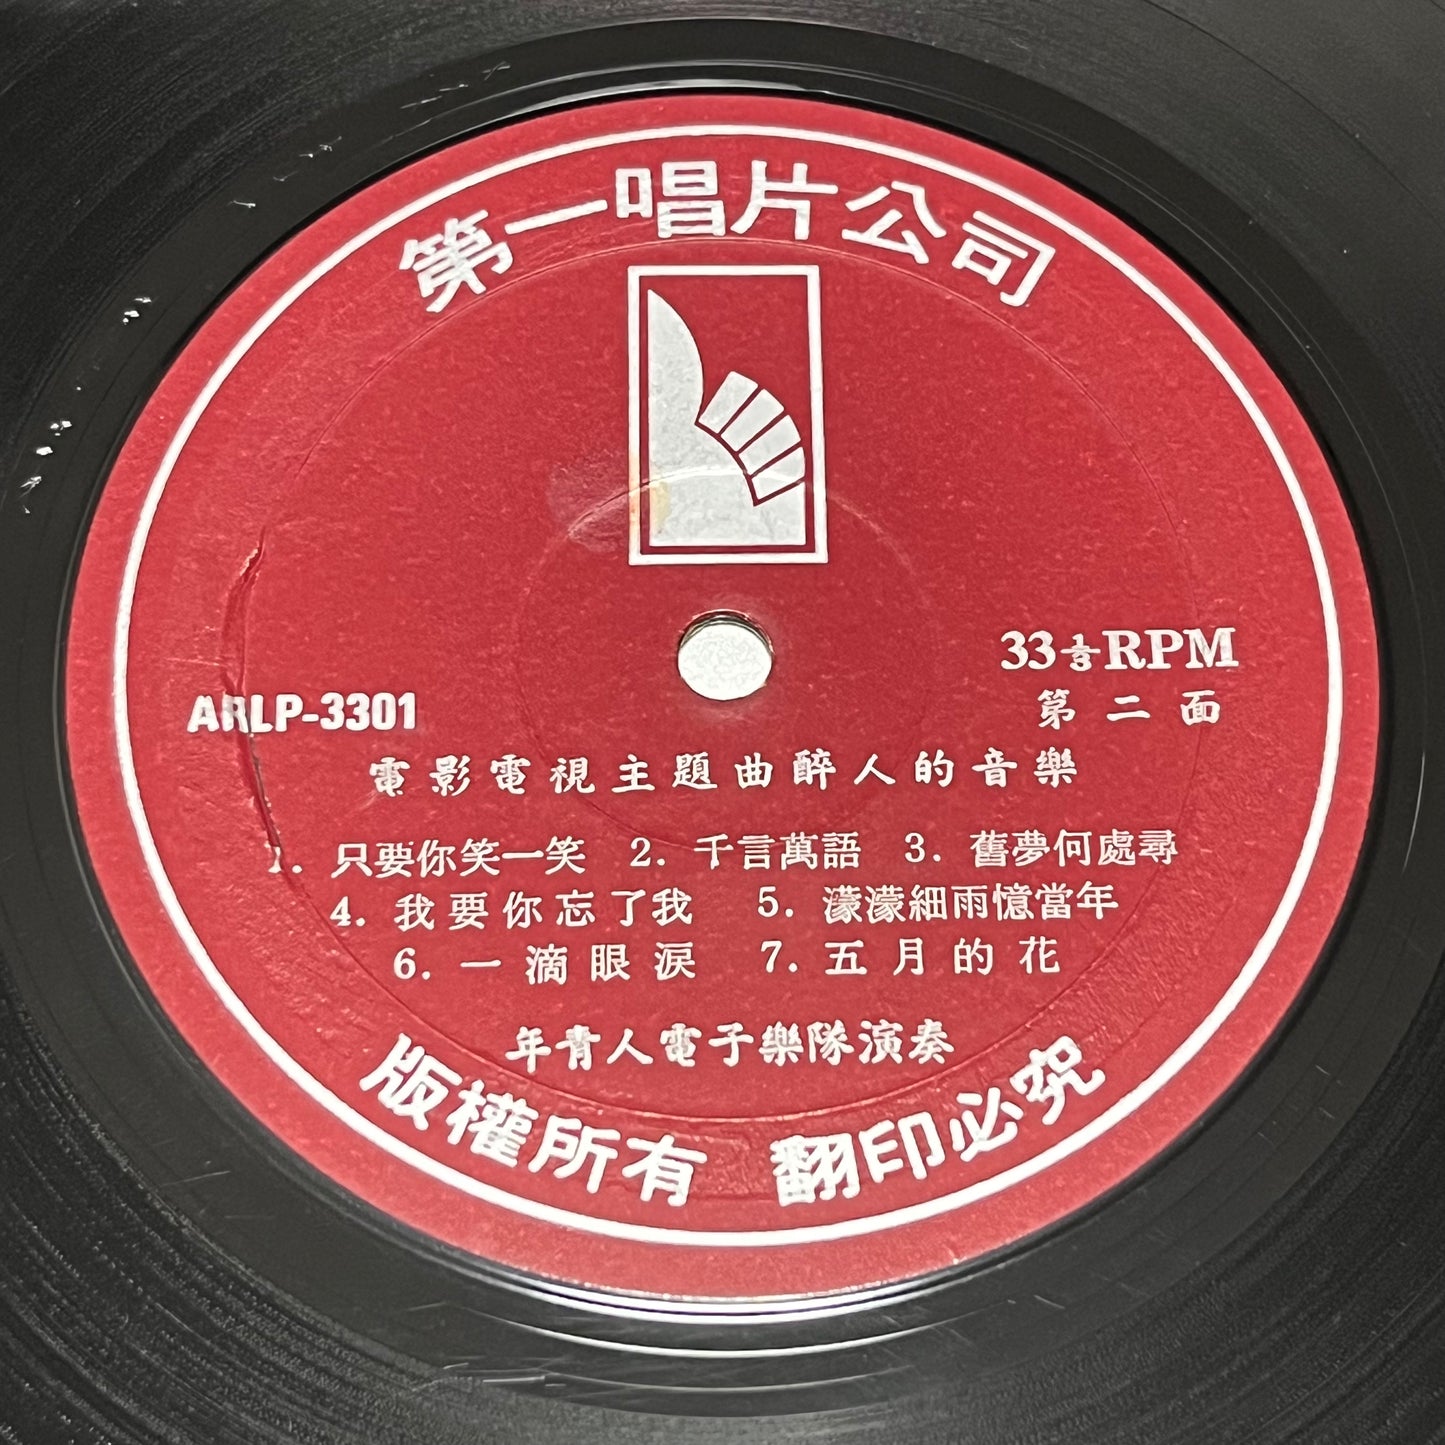 第一唱片公司
33⅓RPM
ARLP-3301
第二面
電影電視主題曲醉人的音樂
1. 只要你笑一笑 2. 千言萬語 3. 舊夢何處尋
4. 我要你忘了我 5. 濛濛細雨憶當年
6. 一滴眼淚 7. 五月的花
年青人電子樂隊演奏
版權所有 翻印必究